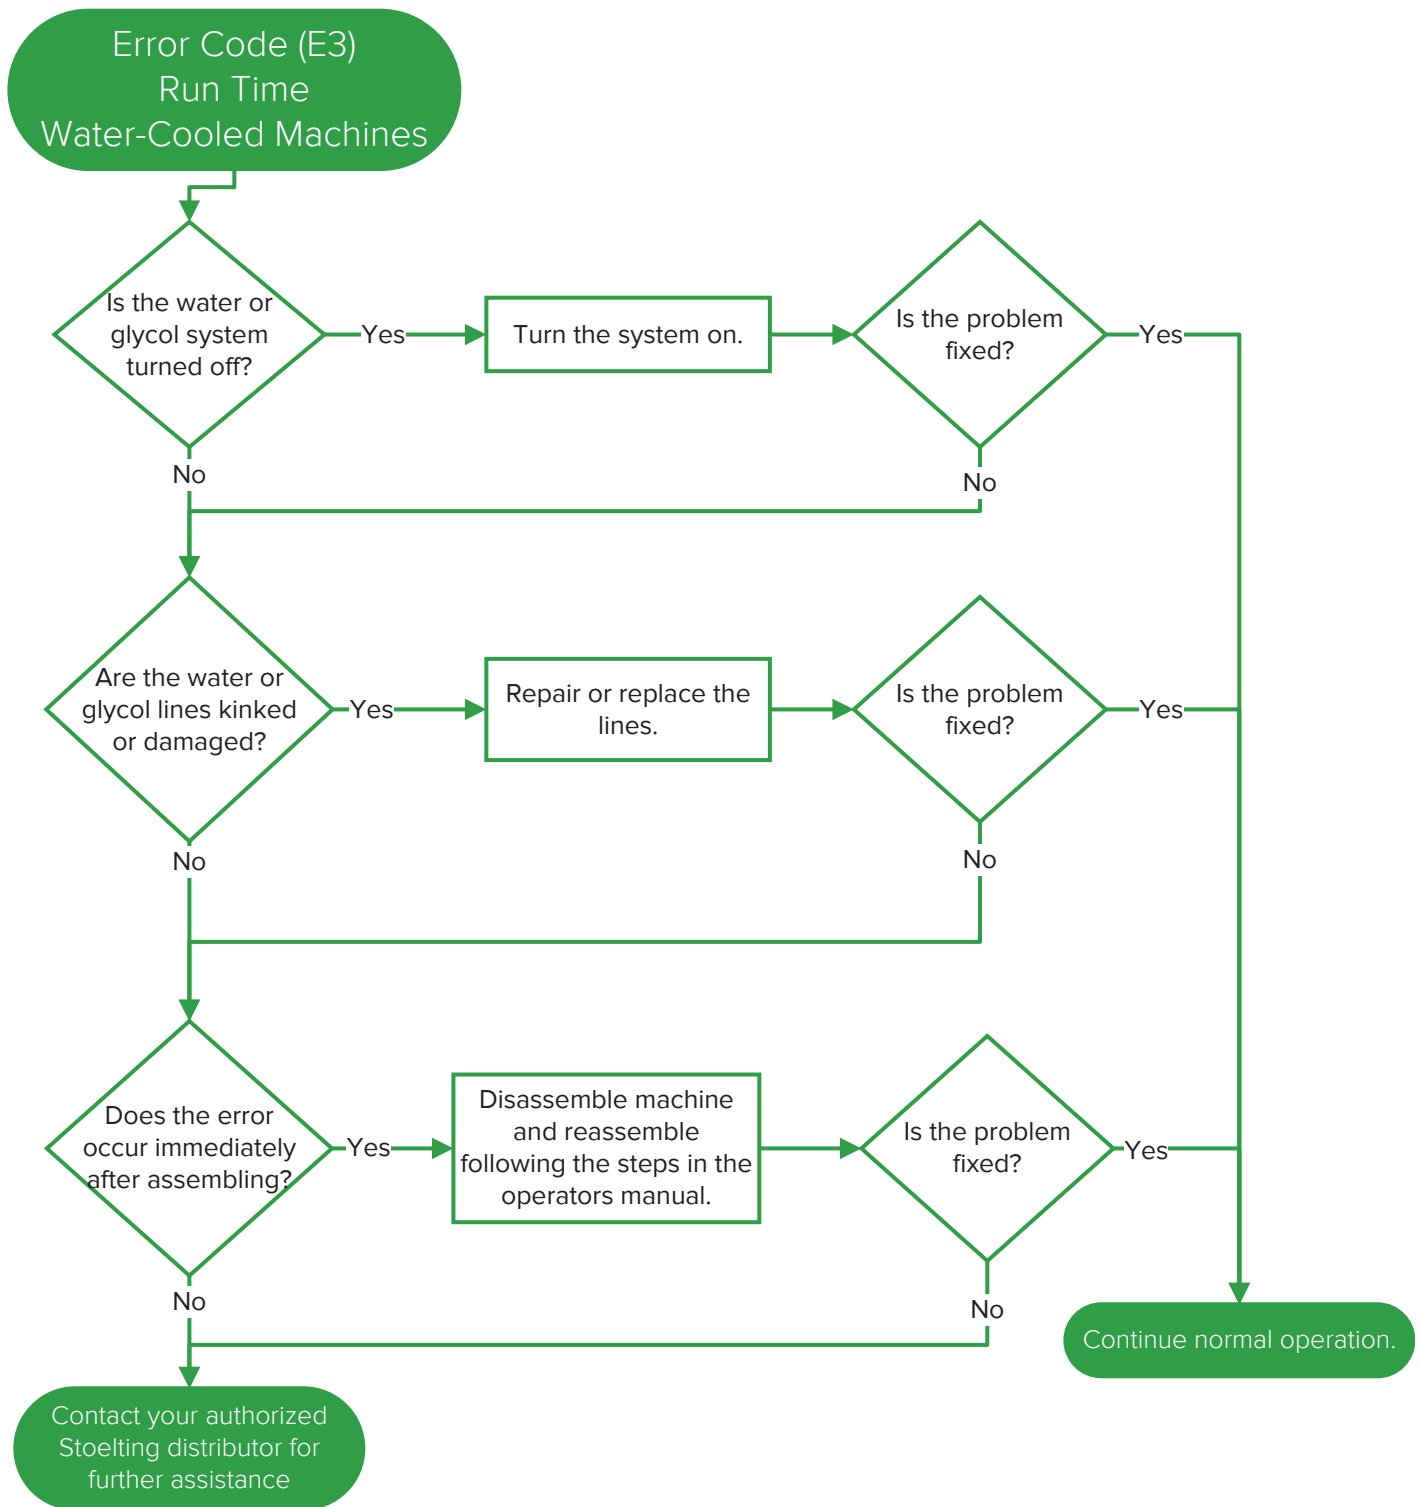 Error Code (E3)
Run Time
Water-Cooled Machines
Is the water or
glycol system
turned off?
Yes
Turn the system on.
Is the problem
fixed?
Yes
No
No
Are the water or
glycol lines kinked
or damaged?
Yes
Repair or replace the
lines.
Is the problem
fixed?
Yes
No
No
Does the error
occur immediately
after assembling?
Yes
Disassemble machine
and reassemble
following the steps in the
operators manual.
Is the problem
fixed?
Yes
No
No
Continue normal operation.
Contact your authorized
Stoelting distributor for
further assistance